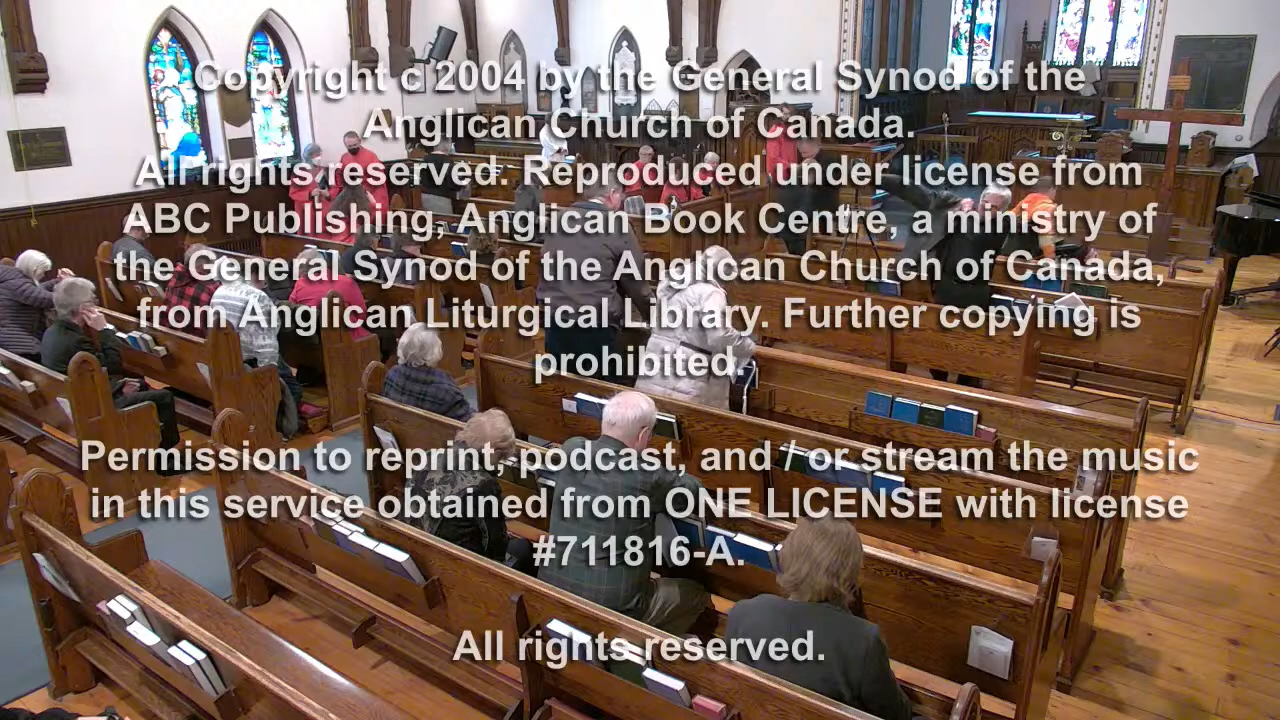 Copyright c 2004 by the General Synod of the
Anglican Church of Canada.
All rights reserved. Reproduced under license from
ABC Publishing, Anglican Book Centre, a ministry of
the General Synod of the Anglican Church of Canada,
from Anglican Liturgical Library. Further copying is
prohibited.
Permission to reprint, podcast, and / or stream the music
in this service obtained from ONE LICENSE with license
#711816-A.
All rights reserved.